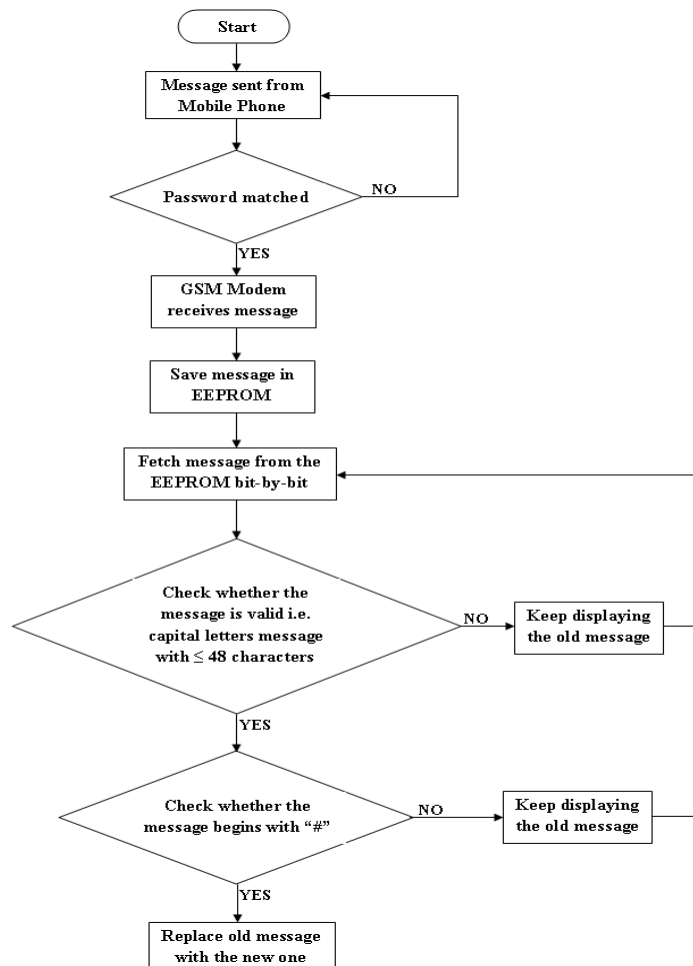 Start
Message sent from
Mobile Phone
Password matched
NO
YES
GSM Modem
receives message
Save message in
EEPROM
Fetch message from the
EEPROM bit-by-bit
Check whether the
message is valid i.e.
capital letters message
with ≤ 48 characters
NO
Keep displaying
the old message
YES
Check whether the
message begins with “#”
NO
Keep displaying
the old message
YES
Replace old message
with the new one